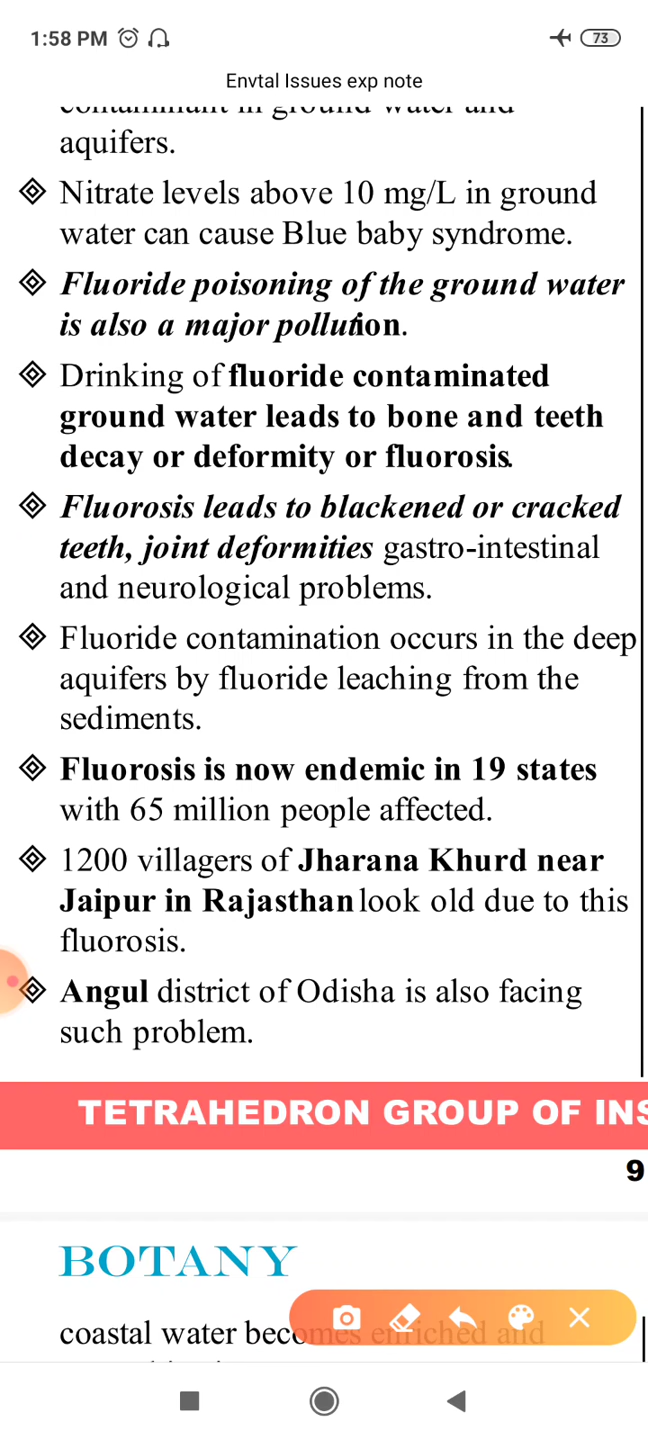 1:58 PM
73
Envtal Issues exp note
contaminant in ground water and
aquifers.
Nitrate levels above 10 mg/L in ground
water can cause Blue baby syndrome.
Fluoride poisoning of the ground water
is also a major pollution.
Drinking of fluoride contaminated
ground water leads to bone and teeth
decay or deformity or fluorosis.
Fluorosis leads to blackened or cracked
teeth, joint deformities gastro-intestinal
and neurological problems.
Fluoride contamination occurs in the deep
aquifers by fluoride leaching from the
sediments.
Fluorosis is now endemic in 19 states
with 65 million people affected.
1200 villagers of Jharana Khurd near
Jaipur in Rajasthan look old due to this
fluorosis.
Angul district of Odisha is also facing
such problem.
TETRAHEDRON GROUP OF INS
9
BOTANY
coastal water becomes enriched and